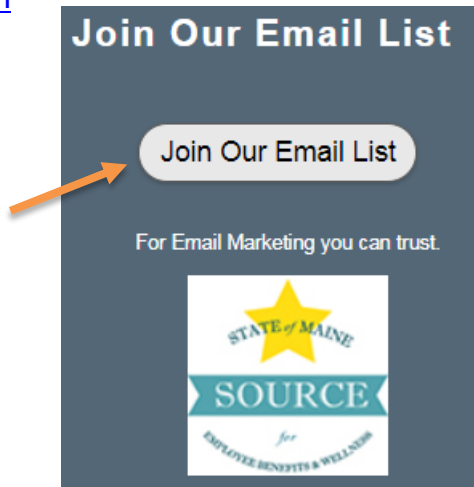 Join Our Email List
Join Our Email List
For Email Marketing you can trust.
STATE of MAINE
SOURCE
for
EMPLOYEE BENEFITS & WELLNESS